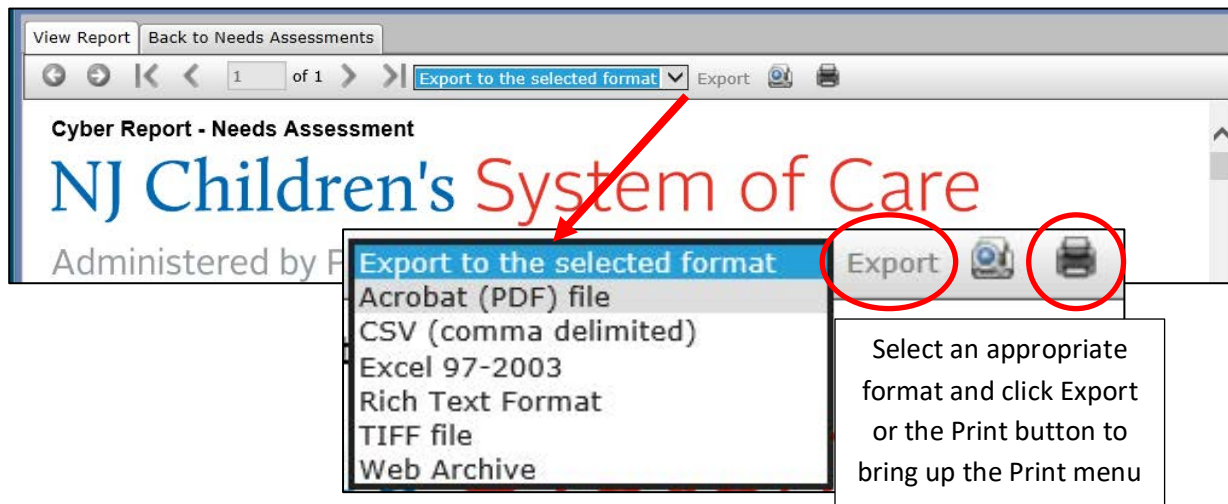 View Report Back to Needs Assessments
1 of 1 Export to the selected format Export
Cyber Report - Needs Assessment
NJ Children's System of Care
Administered by
Export to the selected format Export
Acrobat (PDF) file
CSV (comma delimited)
Excel 97-2003
Rich Text Format
TIFF file
Web Archive
Select an appropriate
format and click Export
or the Print button to
bring up the Print menu